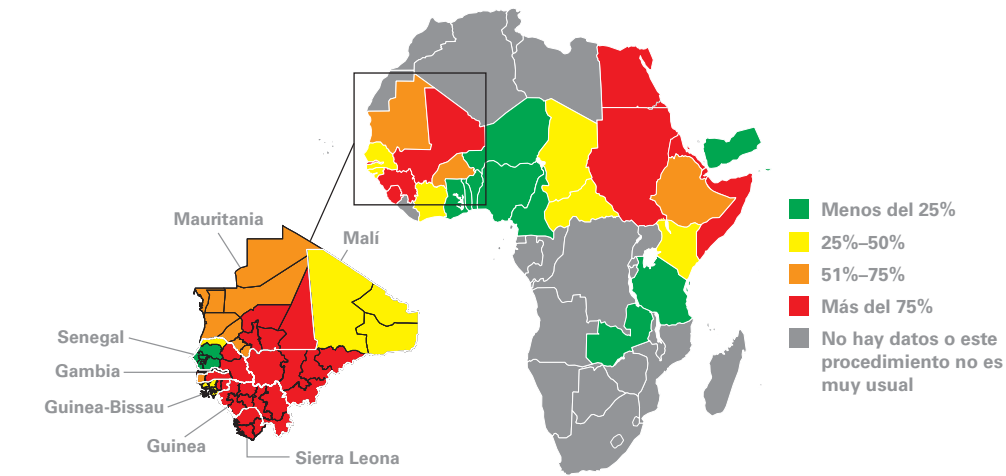 Mauritania
Malí
Senegal
Gambia
Guinea-Bissau
Guinea
Sierra Leona
Menos del 25%
25%–50%
51%–75%
Más del 75%
No hay datos o este
procedimiento no es
muy usual